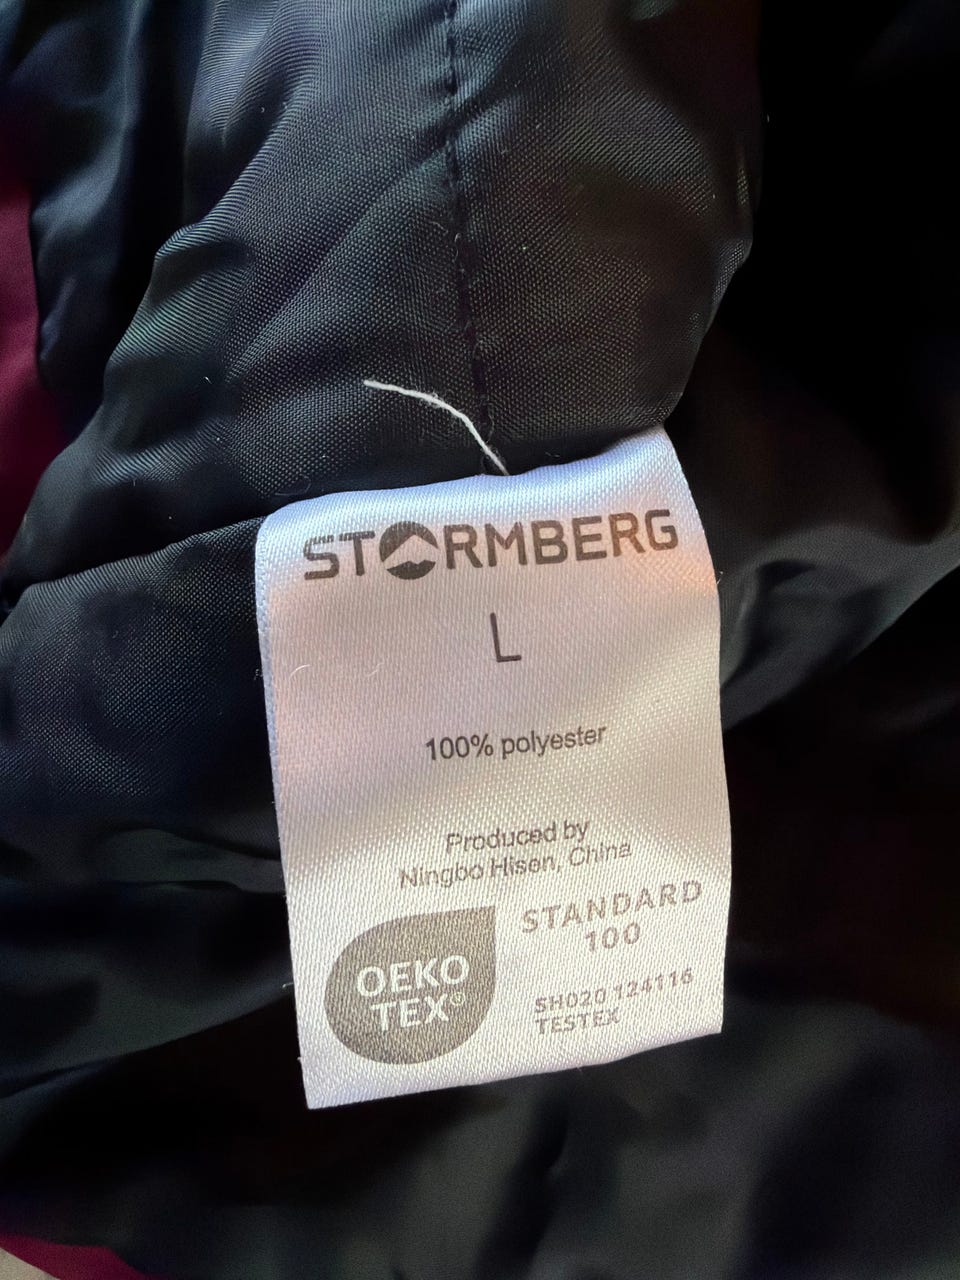 STORMBERG
L
100% polyester
Produced by
Ningbo Hisen, China
OEKO
TEX®
STANDARD
100
SH020 124116
TESTEX